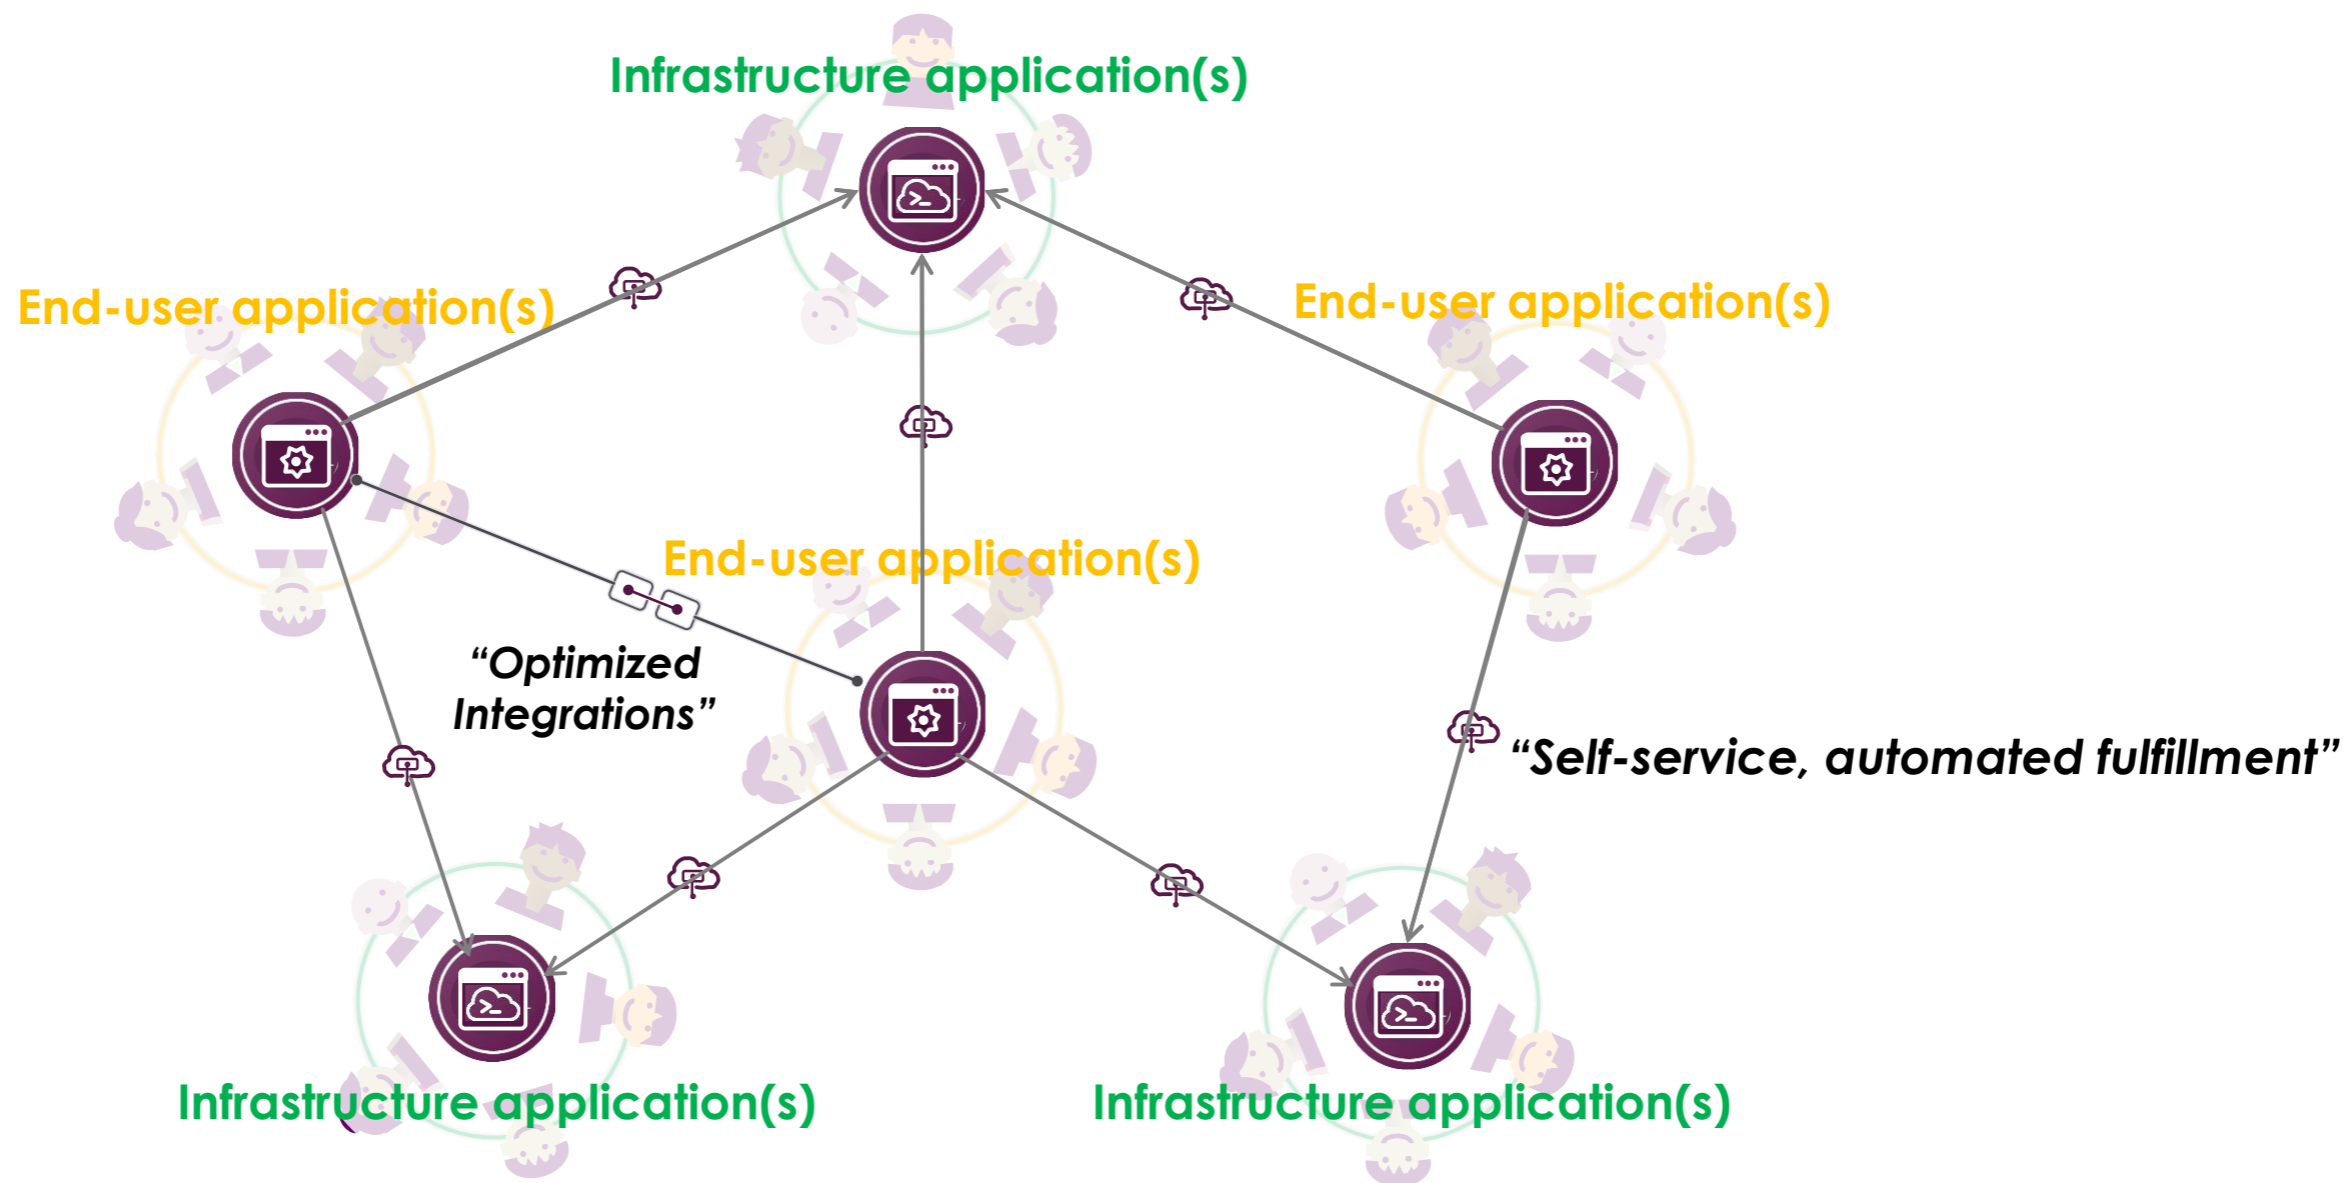 Infrastructure application(s)
End-user application(s)
End-user application(s)
End-user application(s)
“Optimized
Integrations”
“Self-service, automated fulfillment”
Infrastructure application(s)
Infrastructure application(s)